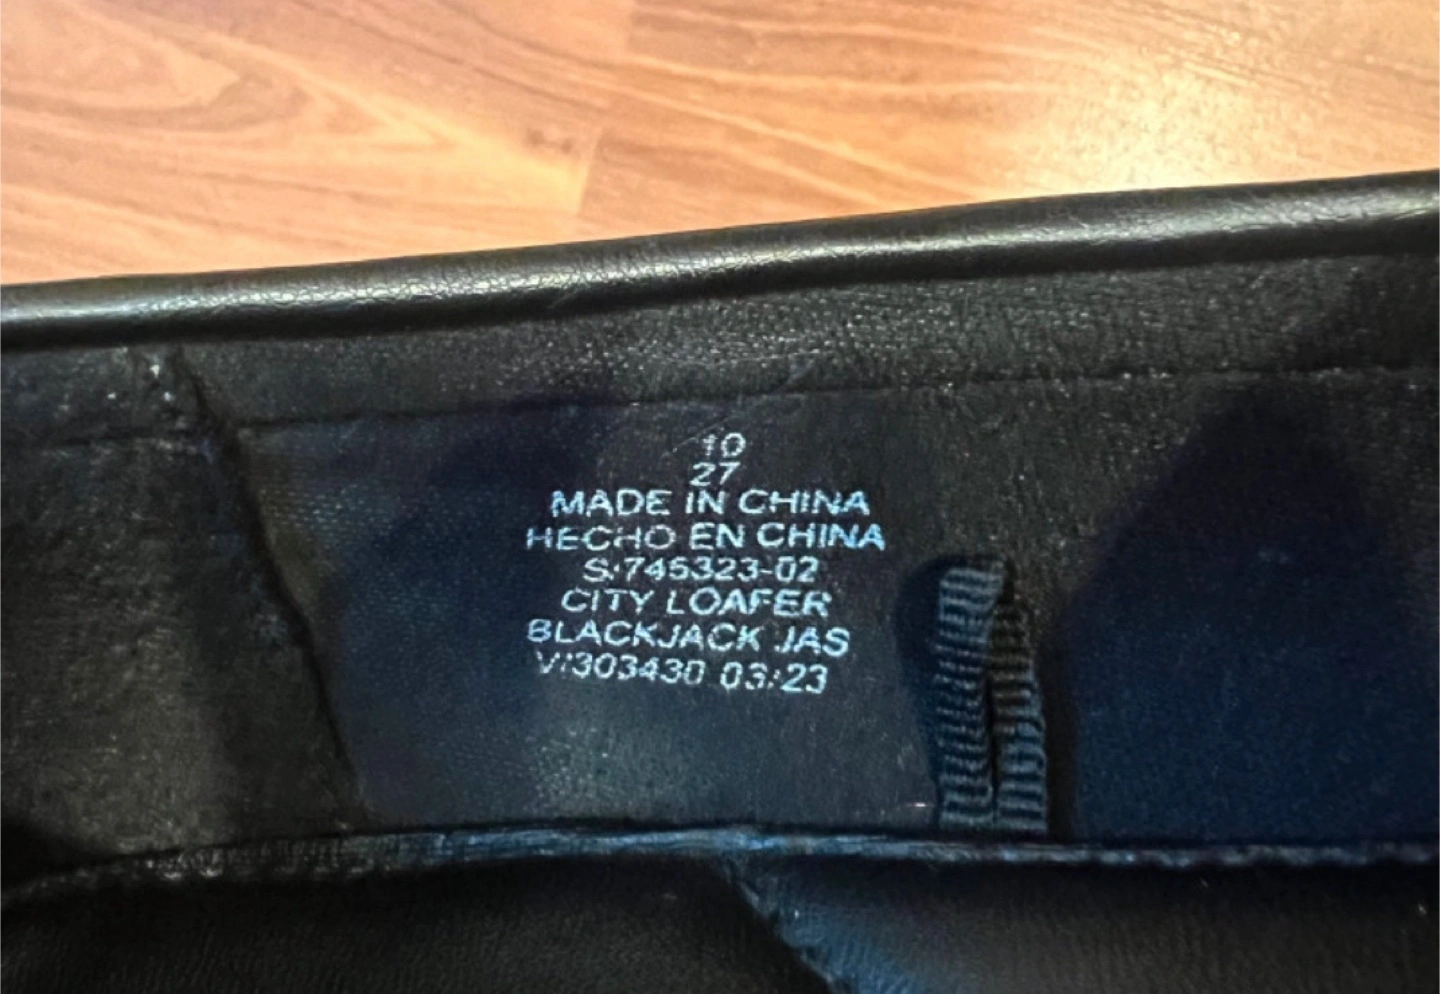 10
27
MADE IN CHINA
HECHO EN CHINA
S:745323-02
CITY LOAFER
BLACKJACK JAS
V:303430 03/23